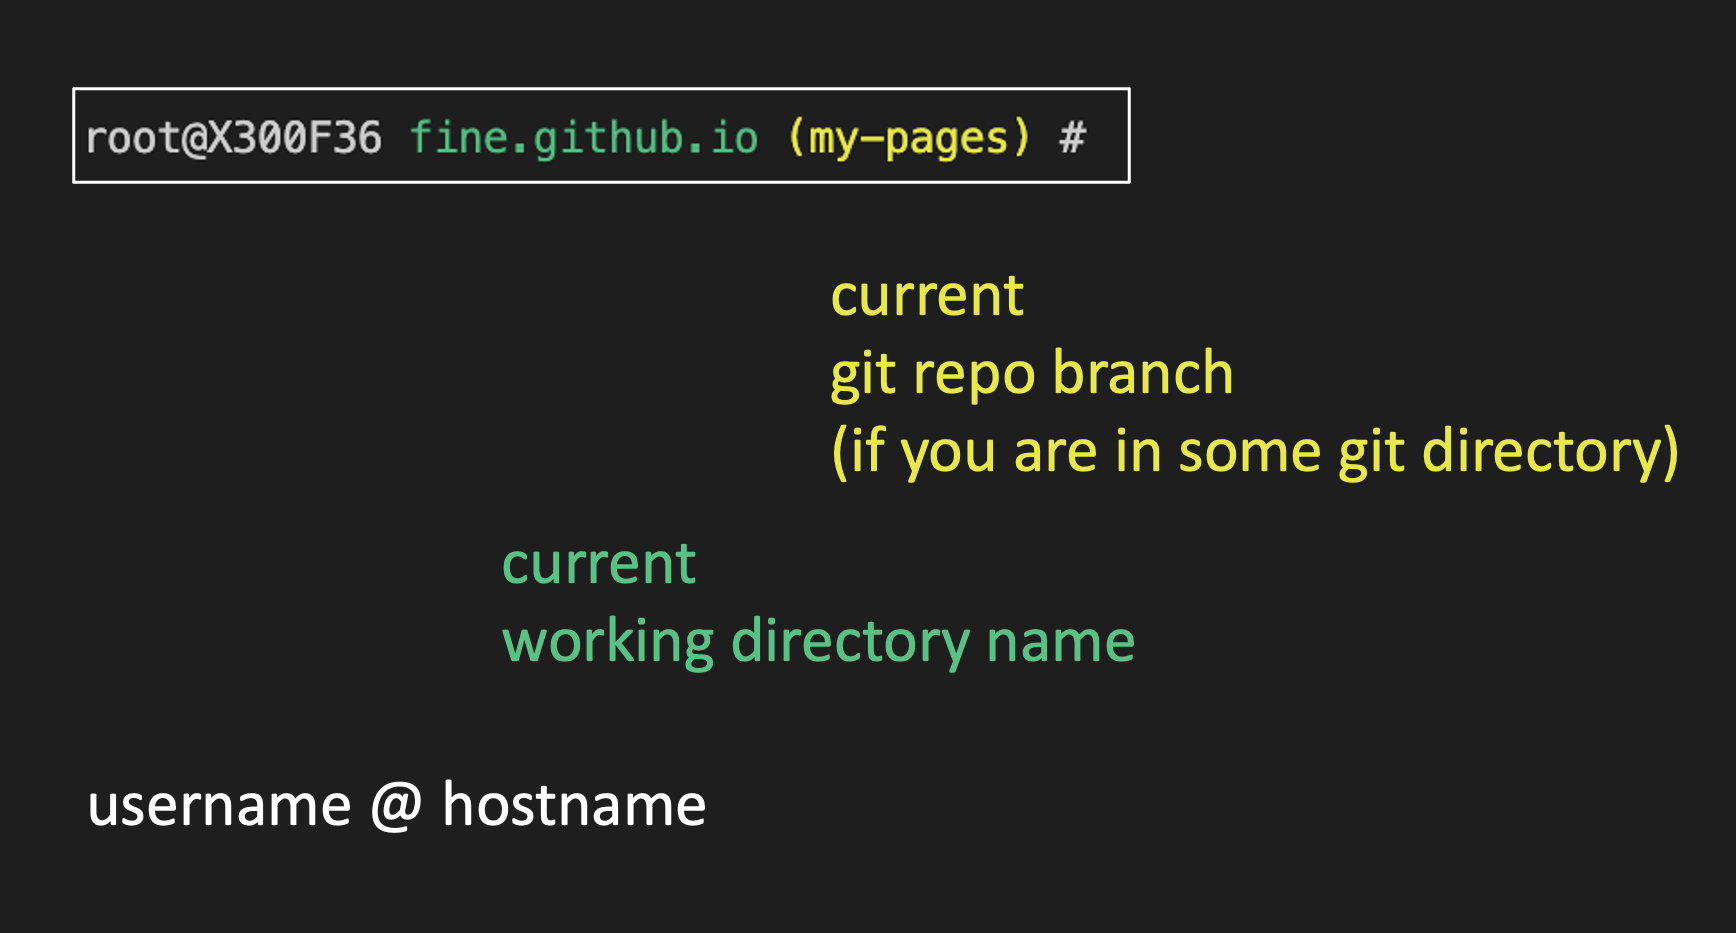 root@X300F36 fine.github.io (my-pages) #
current
git repo branch
(if you are in some git directory)
current
working directory name
username @ hostname